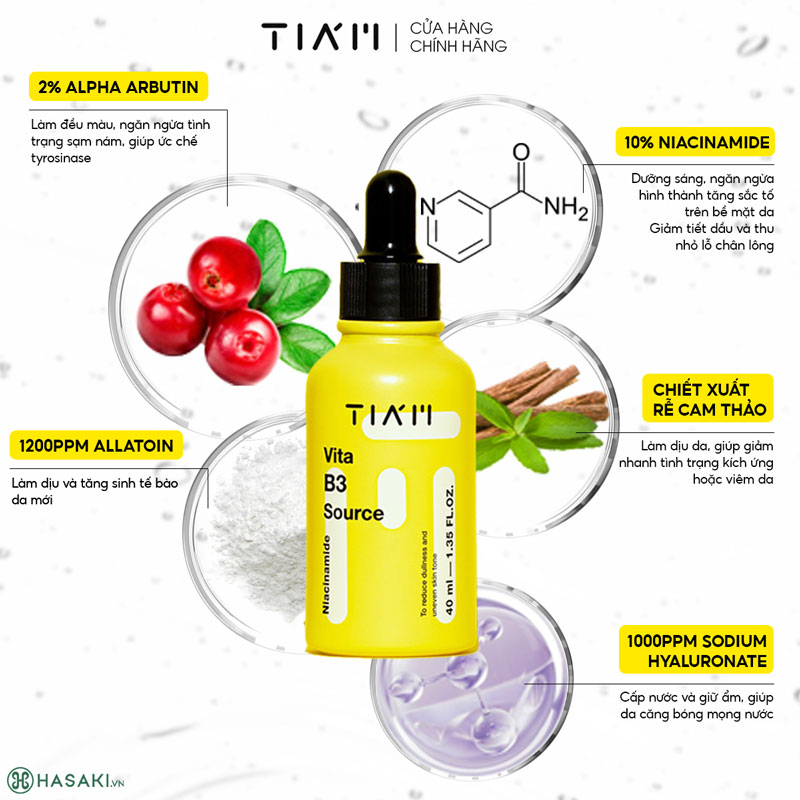 TIA'M
CỬA HÀNG
CHÍNH HÃNG
2% ALPHA ARBUTIN
Làm đều màu, ngăn ngừa tình
trạng sạm nám, giúp ức chế
tyrosinase
10% NIACINAMIDE
Dưỡng sáng, ngăn ngừa
hình thành tăng sắc tố
trên bề mặt da
Giảm tiết dầu và thu
nhỏ lỗ chân lông
O
N
NH₂
CHIẾT XUẤT
RỄ CAM THẢO
Làm dịu da, giúp giảm
nhanh tình trạng kích ứng
hoặc viêm da
1200PPM ALLATOIN
Làm dịu và tăng sinh tế bào
da mới
TIA'M
Vita
B3
Source
Niacinamide
To reduce dullness and
uneven skin tone
40 ml — 1.35 FL.OZ.
1000PPM SODIUM
HYALURONATE
Cấp nước và giữ ẩm, giúp
da căng bóng mọng nước
HASAKI.VN